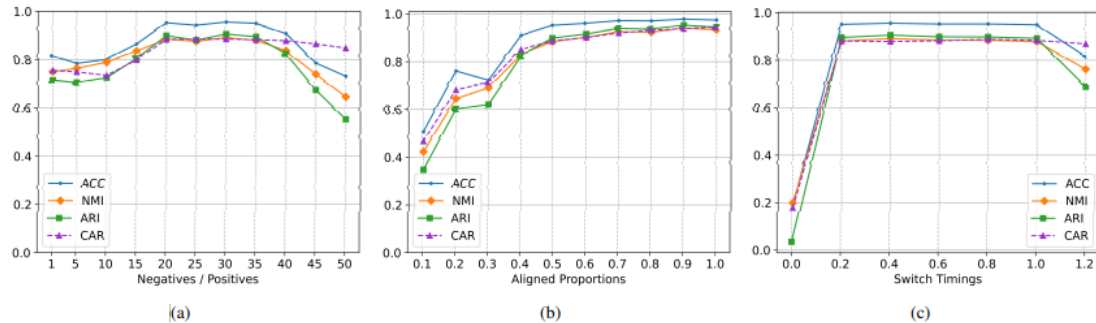 1.0
0.8
0.6
0.4
0.2
0.0
ACC
NMI
ARI
CAR
1 5 10 15 20 25 30 35 40 45 50
Negatives / Positives
(a)
1.0
0.8
0.6
0.4
0.2
0.0
ACC
NMI
ARI
CAR
0.1 0.2 0.3 0.4 0.5 0.6 0.7 0.8 0.9 1.0
Aligned Proportions
(b)
1.0
0.8
0.6
0.4
0.2
0.0
ACC
NMI
ARI
CAR
0.0 0.2 0.4 0.6 0.8 1.0 1.2
Switch Timings
(c)